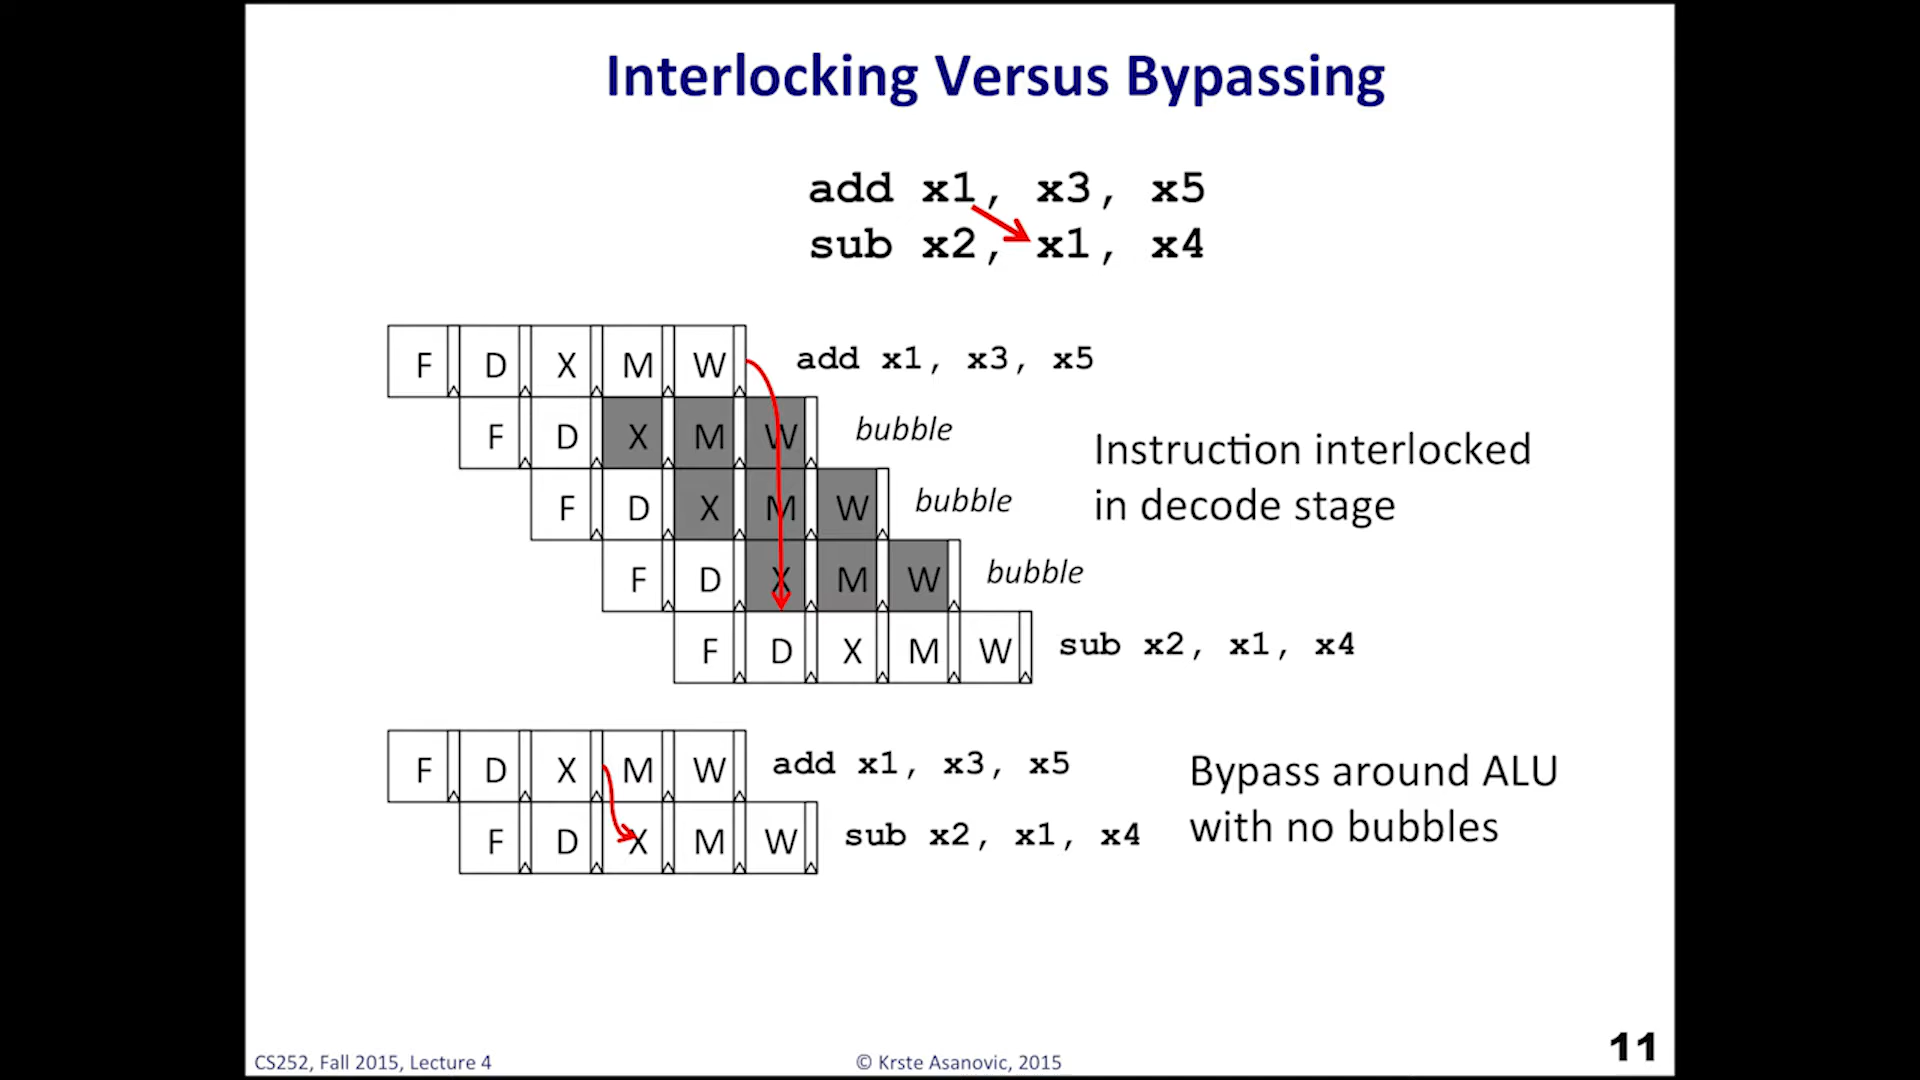 Interlocking Versus Bypassing
add x1, x3, x5
sub x2, x1, x4
F D X M W add x1, x3, x5
F D X M W bubble
F D X M W bubble
F D X M W bubble
F D X M W sub x2, x1, x4
Instruction interlocked
in decode stage
F D X M W add x1, x3, x5
F D X M W sub x2, x1, x4
Bypass around ALU
with no bubbles
CS252, Fall 2015, Lecture 4
© Krste Asanovic, 2015
11